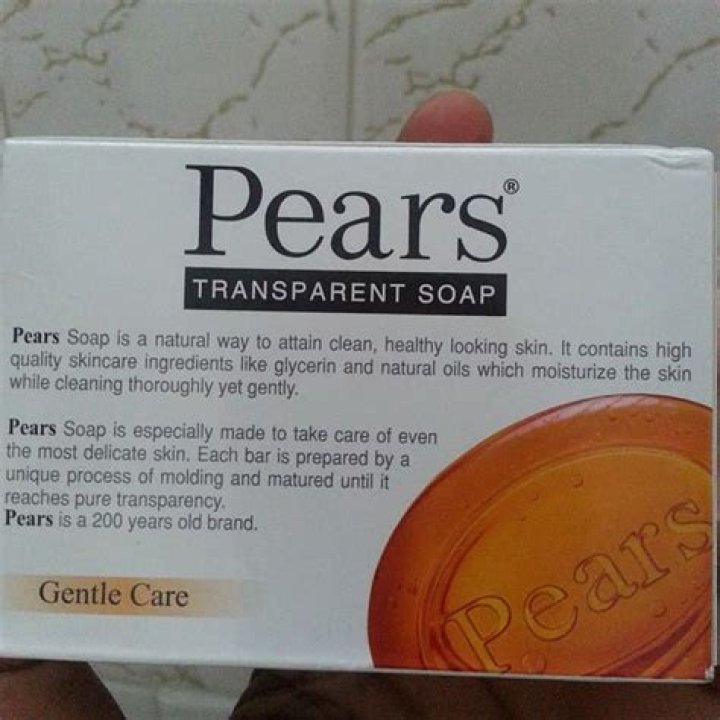 Pears®
TRANSPARENT SOAP
Pears Soap is a natural way to attain clean, healthy looking skin. It contains high
quality skincare ingredients like glycerin and natural oils which moisturize the skin
while cleaning thoroughly yet gently.
Pears Soap is especially made to take care of even
the most delicate skin. Each bar is prepared by a
unique process of molding and matured until it
reaches pure transparency.
Pears is a 200 years old brand.
Gentle Care
Pears